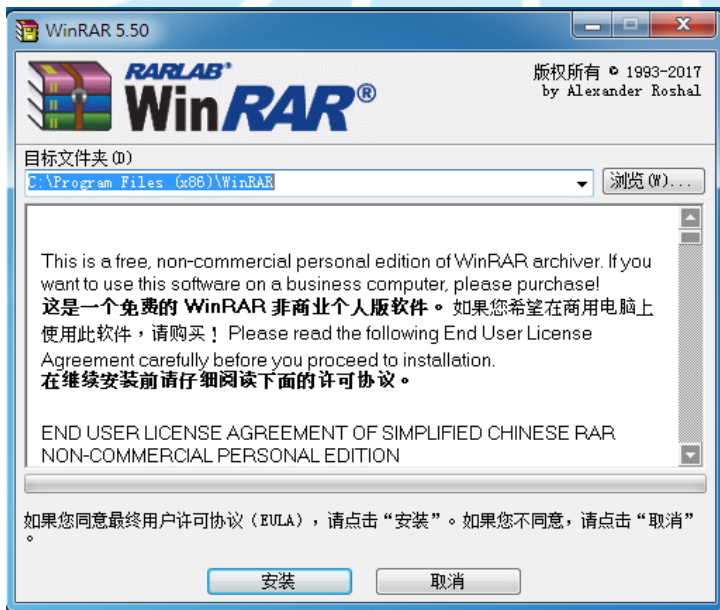 WinRAR 5.50
RARLAB®
WinRAR®
版权所有 © 1993-2017
by Alexander Roshal
目标文件夹(D)
C:\Program Files (x86)\WinRAR
浏览(W)...
This is a free, non-commercial personal edition of WinRAR archiver. If you
want to use this software on a business computer, please purchase!
这是一个免费的 WinRAR 非商业个人版软件。如果您希望在商用电脑上
使用此软件，请购买！Please read the following End User License
Agreement carefully before you proceed to installation.
在继续安装前请仔细阅读下面的许可协议。
END USER LICENSE AGREEMENT OF SIMPLIFIED CHINESE RAR
NON-COMMERCIAL PERSONAL EDITION
如果您同意最终用户许可协议（EULA），请点击“安装”。如果您不同意，请点击“取消”
。
安装
取消